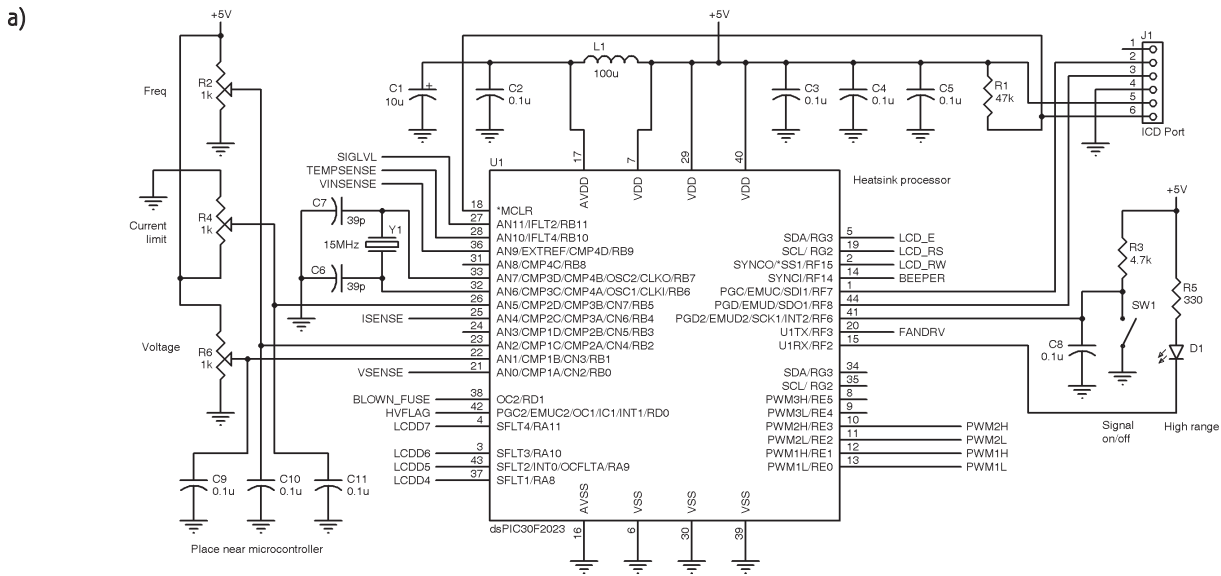 a)
+5V
+5V
J1
1
2
3
4
5
6
ICD Port
L1
100u
R2
1k
Freq
C1
10u
+
C2
0.1u
C3
0.1u
C4
0.1u
C5
0.1u
R1
47k
U1
17
7
29
40
AVDD
VDD
VDD
VDD
Heatsink processor
SIGLVL
TEMPSENSE
VINSENSE
C7
39p
Y1
15MHz
C6
39p
R4
1k
Current
limit
18 *MCLR
27 AN11/IFLT2/RB11
28 AN10/IFLT4/RB10
36 AN9/EXTREF/CMP4D/RB9
31 AN8/CMP4C/RB8
33 AN7/CMP3D/CMP4B/OSC2/CLKO/RB7
32 AN6/CMP3C/CMP4A/OSC1/CLKI/RB6
26 AN5/CMP2D/CMP3B/CN7/RB5
ISENSE 25 AN4/CMP2C/CMP3A/CN6/RB4
24 AN3/CMP1D/CMP2B/CN5/RB3
23 AN2/CMP1C/CMP2A/CN4/RB2
22 AN1/CMP1B/CN3/RB1
VSENSE 21 AN0/CMP1A/CN2/RB0
BLOWN_FUSE 38 OC2/RD1
HVFLAG 42 PGC2/EMUC2/OC1/IC1/INT1/RD0
LCDD7 4 SFLT4/RA11
LCDD6 3 SFLT3/RA10
LCDD5 43 SFLT2/INT0/OCFLTA/RA9
LCDD4 37 SFLT1/RA8
SDA/RG3 5 LCD_E
SCL/ RG2 19 LCD_RS
SYNCO/*SS1/RF15 2 LCD_RW
SYNCI/RF14 14 BEEPER
PGC/EMUC/SDI1/RF7 1
PGD/EMUD/SDO1/RF8 44
PGD2/EMUD2/SCK1/INT2/RF6 41
U1TX/RF3 20 FANDRV
U1RX/RF2 15
SDA/RG3 34
SCL/ RG2 35
PWM3H/RE5 8
PWM3L/RE4 9
PWM2H/RE3 10 PWM2H
PWM2L/RE2 11 PWM2L
PWM1H/RE1 12 PWM1H
PWM1L/RE0 13 PWM1L
+5V
R3
4.7k
R5
330
SW1
C8
0.1u
D1
Signal
on/off
High range
Voltage
R6
1k
C9
0.1u
C10
0.1u
C11
0.1u
Place near microcontroller
AVSS
VSS
VSS
VSS
dsPIC30F2023
16
6
30
39